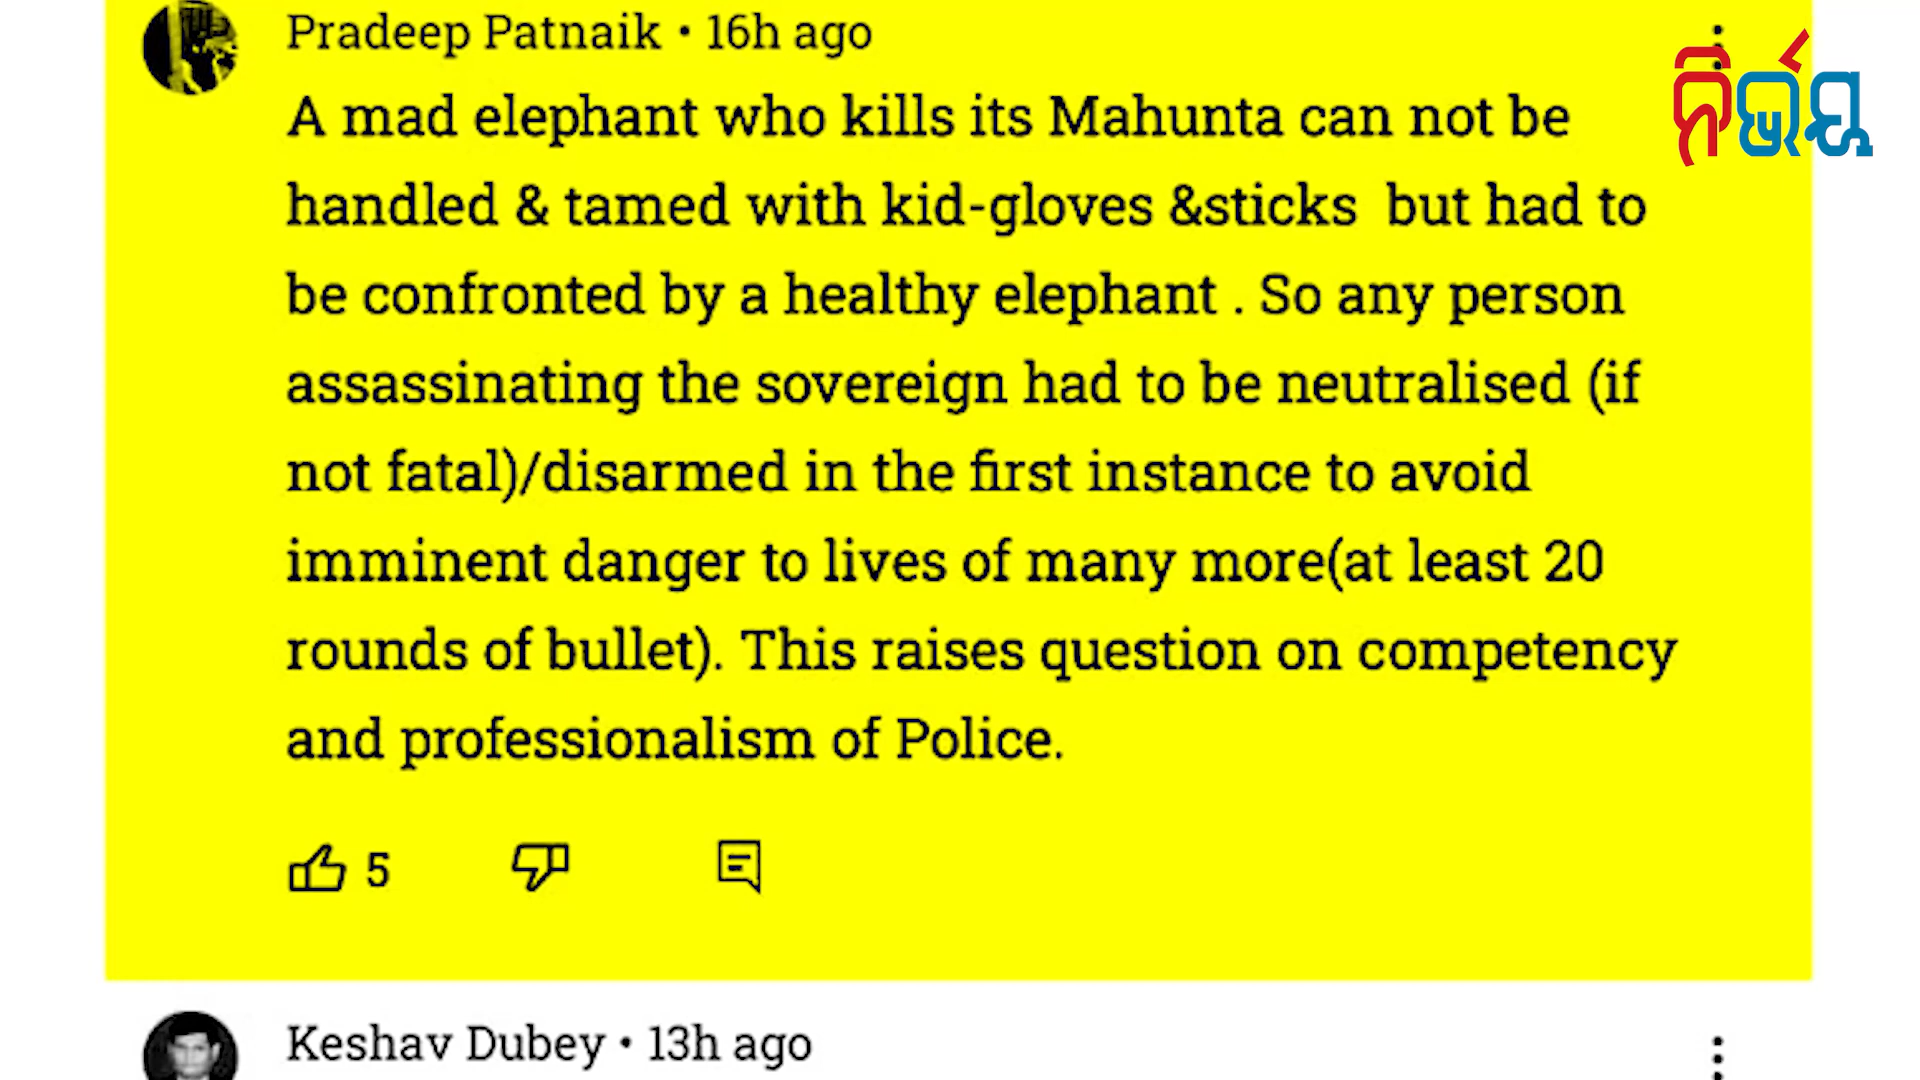 Pradeep Patnaik • 16h ago
ନିର୍ଭୟ
A mad elephant who kills its Mahunta can not be
handled & tamed with kid-gloves &sticks but had to
be confronted by a healthy elephant . So any person
assassinating the sovereign had to be neutralised (if
not fatal)/disarmed in the first instance to avoid
imminent danger to lives of many more(at least 20
rounds of bullet). This raises question on competency
and professionalism of Police.
5
Keshav Dubey • 13h ago